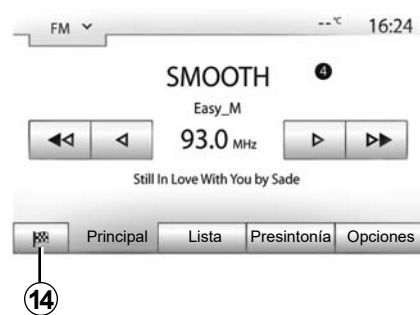 FM --°C 16:24
SMOOTH 4
Easy_M
93.0 MHz
Still In Love With You by Sade
Principal Lista Presintonía Opciones
14